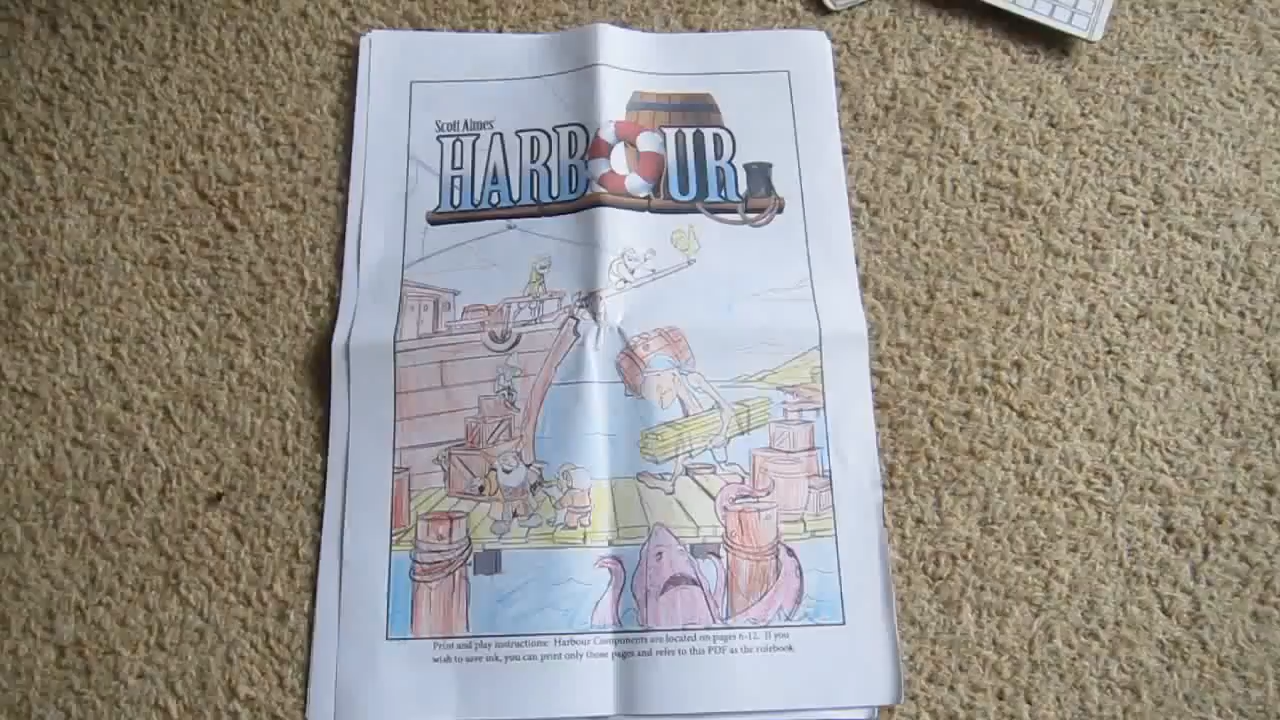 Scott Almes'
HARBOUR
Print and play instructions: Harbour Components are located on pages 6-12. If you
wish to save ink, you can print only those pages and refer to this PDF as the rulebook